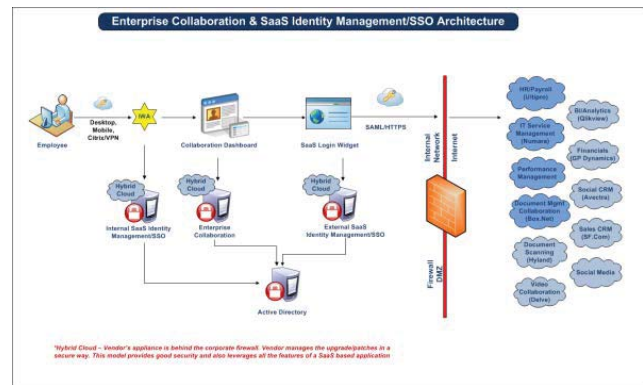 Enterprise Collaboration & SaaS Identity Management/SSO Architecture
Employee
Desktop,
Mobile,
Citrix/VPN
IWA
Collaboration Dashboard
SaaS Login Widget
SAML/HTTPS
Internal
Network
Internet
Hybrid
Cloud
Internal SaaS Identity
Management/SSO
Hybrid
Cloud
Enterprise
Collaboration
Hybrid
Cloud
External SaaS
Identity Management/SSO
Active Directory
Firewall
DMZ
HR/Payroll
(Ultipro)
BI/Analytics
(Qlikview)
IT Service
Management
(Numara)
Financials
(GP Dynamics)
Performance
Management
Social CRM
(Avectra)
Document Mgmt
Collaboration
(Box.Net)
Sales CRM
(SF.Com)
Document
Scanning
(Hyland)
Social Media
Video
Collaboration
(Delve)
*Hybrid Cloud – Vendor's appliance is behind the corporate firewall. Vendor manages the upgrade/patches in a
secure way. This model provides good security and also leverages all the features of a SaaS based application